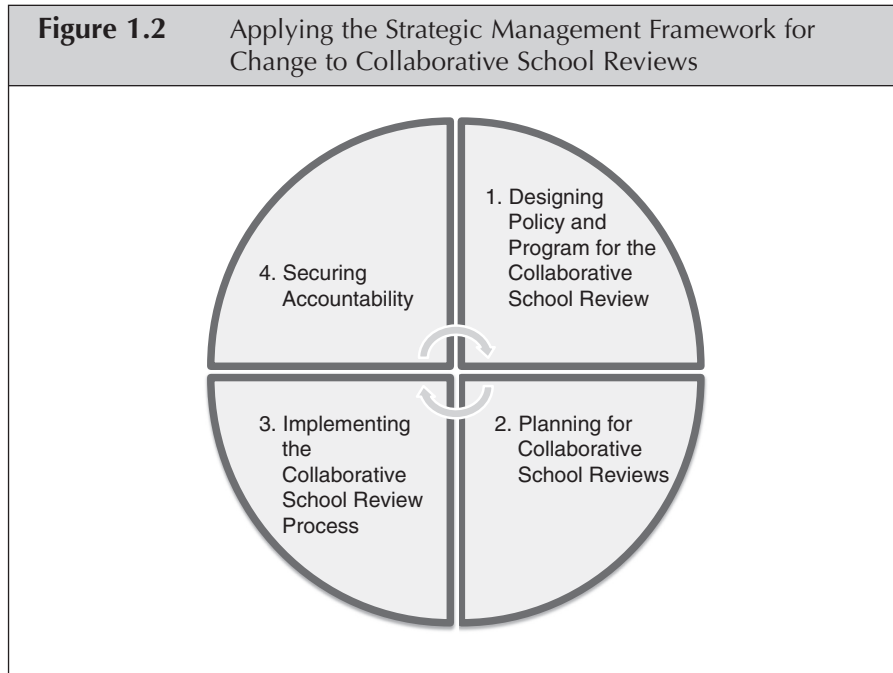 Figure 1.2 Applying the Strategic Management Framework for
Change to Collaborative School Reviews
1. Designing
Policy and
Program for the
Collaborative
School Review
2. Planning for
Collaborative
School Reviews
3. Implementing
the
Collaborative
School Review
Process
4. Securing
Accountability